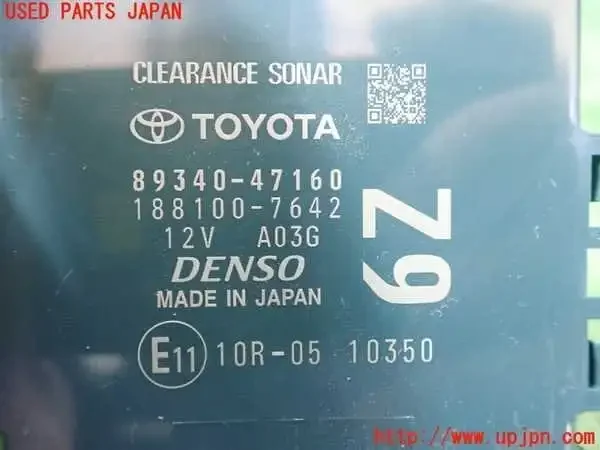 USED PARTS JAPAN
CLEARANCE SONAR
TOYOTA
89340-47160
188100-7642
12V A03G
DENSO
MADE IN JAPAN
Z9
E11 10R-05 10350
http://www.upjpn.com/